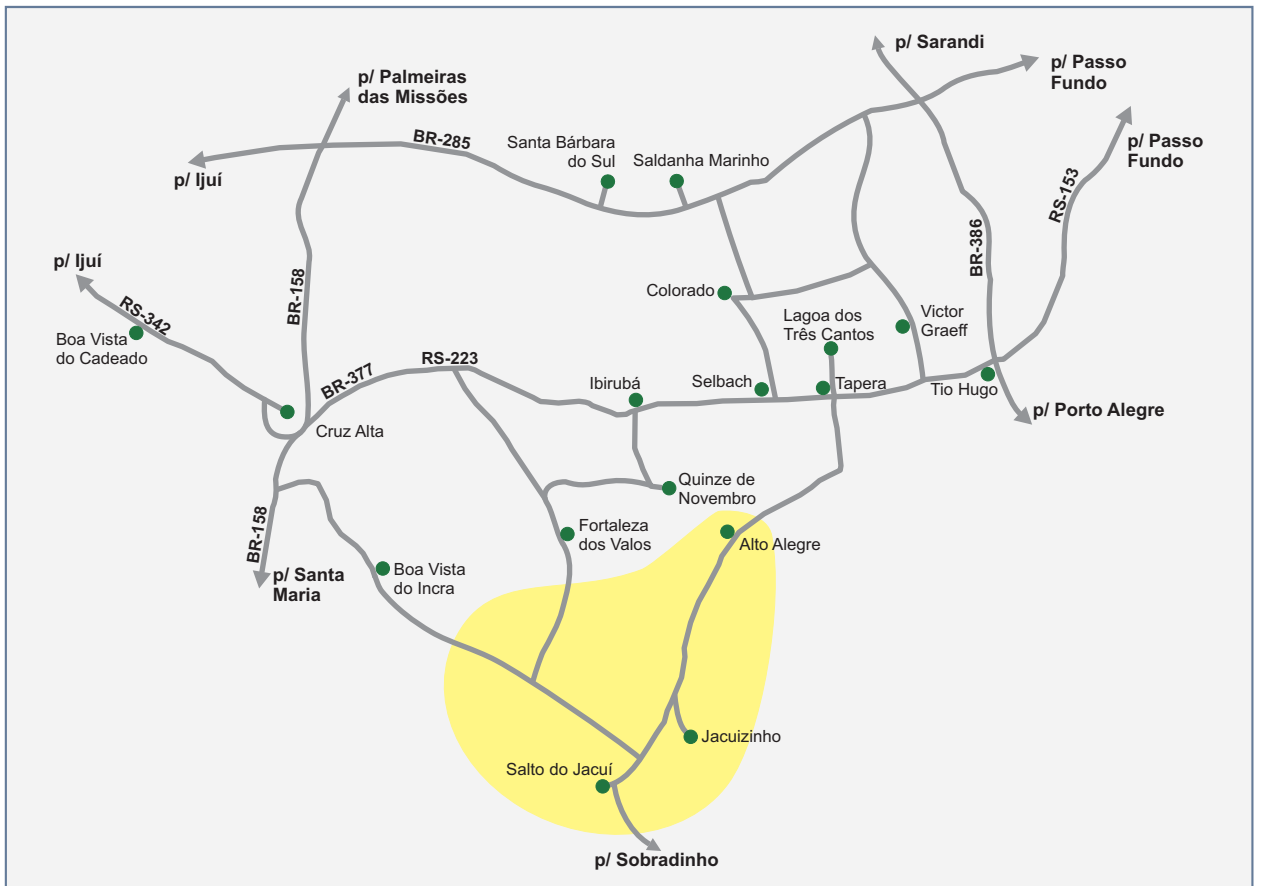 p/ Sarandi
p/ Passo
Fundo
p/ Palmeiras
das Missões
BR-285
Santa Bárbara
do Sul
Saldanha Marinho
p/ Passo
Fundo
p/ Ijuí
RS-153
BR-386
p/ Ijuí
BR-158
RS-342
Colorado
Lagoa dos
Três Cantos
Victor
Graeff
Boa Vista
do Cadeado
BR-377
RS-223
Ibirubá
Selbach
Tapera
Tio Hugo
p/ Porto Alegre
Cruz Alta
Quinze de
Novembro
BR-158
Fortaleza
dos Valos
Alto Alegre
p/ Santa
Maria
Boa Vista
do Incra
Jacuizinho
Salto do Jacuí
p/ Sobradinho